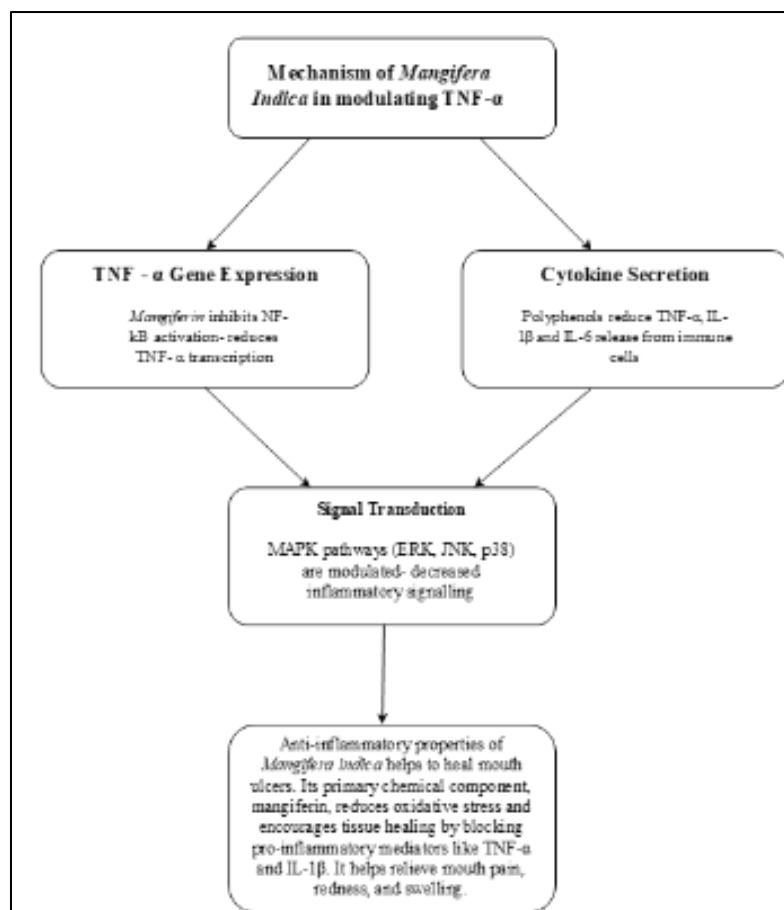 Mechanism of Mangifera
Indica in modulating TNF-α
TNF - α Gene Expression
Mangiferin inhibits NF-
kB activation- reduces
TNF- α transcription
Cytokine Secretion
Polyphenols reduce TNF-α, IL-
1β and IL-6 release from immune
cells
Signal Transduction
MAPK pathways (ERK, JNK, p38)
are modulated- decreased
inflammatory signalling
Anti-inflammatory properties of
Mangifera Indica helps to heal mouth
ulcers. Its primary chemical component,
mangiferin, reduces oxidative stress and
encourages tissue healing by blocking
pro-inflammatory mediators like TNF-α
and IL-1β. It helps relieve mouth pain,
redness, and swelling.